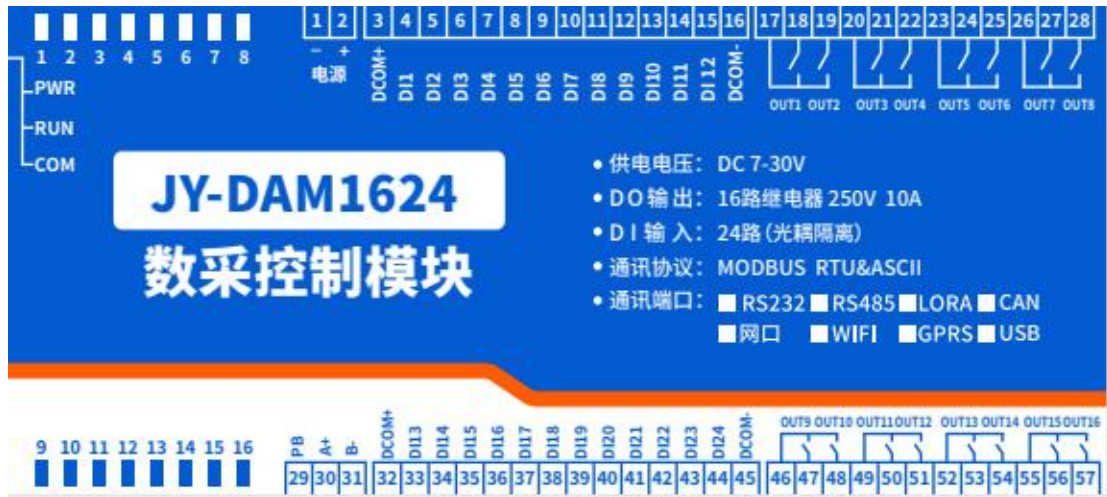 1 2 3 4 5 6 7 8 9 10 11 12 13 14 15 16 17 18 19 20 21 22 23 24 25 26 27 28
1 2 3 4 5 6 7 8
− +
电源
DCOM+ DI1 DI2 DI3 DI4 DI5 DI6 DI7 DI8 DI9 DI10 DI11 DI 12 DCOM-
OUT1 OUT2 OUT3 OUT4 OUT5 OUT6 OUT7 OUT8
PWR
RUN
COM
JY-DAM1624
数采控制模块
• 供电电压： DC 7-30V
• DO输出： 16路继电器 250V 10A
• DI 输入： 24路(光耦隔离)
• 通讯协议： MODBUS RTU&ASCII
• 通讯端口： RS232 RS485 LORA CAN
网口 WIFI GPRS USB
OUT9 OUT10 OUT11 OUT12 OUT13 OUT14 OUT15 OUT16
PB A+ B- DCOM+ DI13 DI14 DI15 DI16 DI17 DI18 DI19 DI20 DI21 DI22 DI23 DI24 DCOM-
9 10 11 12 13 14 15 16
29 30 31 32 33 34 35 36 37 38 39 40 41 42 43 44 45 46 47 48 49 50 51 52 53 54 55 56 57